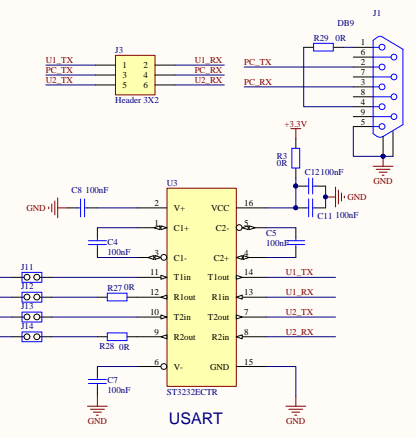 J1
DB9
R29 0R
1
6
2
7
3
8
4
9
5
PC_TX
PC_RX
GND
J3
U1_TX 1 2 U1_RX
PC_TX 3 4 PC_RX
U2_TX 5 6 U2_RX
Header 3X2
+3.3V
R3
0R
C12 100nF
GND
C11 100nF
U3
C8 100nF
GND
2 V+ VCC 16
1 C1+ C2- 5
C4
100nF
C5
100nF
3 C1- C2+ 4
J11
11 T1in T1out 14 U1_TX
J12
R27 0R
12 R1out R1in 13 U1_RX
J13
10 T2in T2out 7 U2_TX
J14
R28 0R
9 R2out R2in 8 U2_RX
6 V- GND 15
C7
100nF
ST3232ECTR
GND
GND
USART